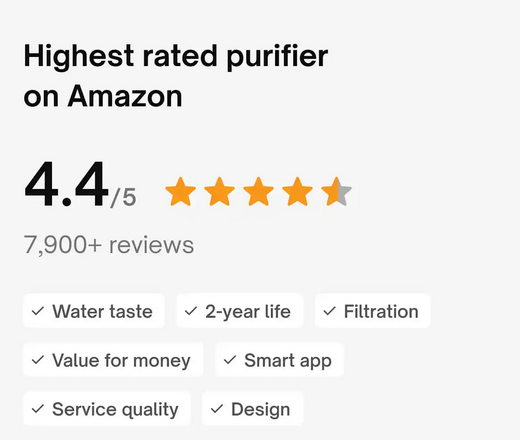 Highest rated purifier
on Amazon
4.4/5
7,900+ reviews
Water taste
2-year life
Filtration
Value for money
Smart app
Service quality
Design